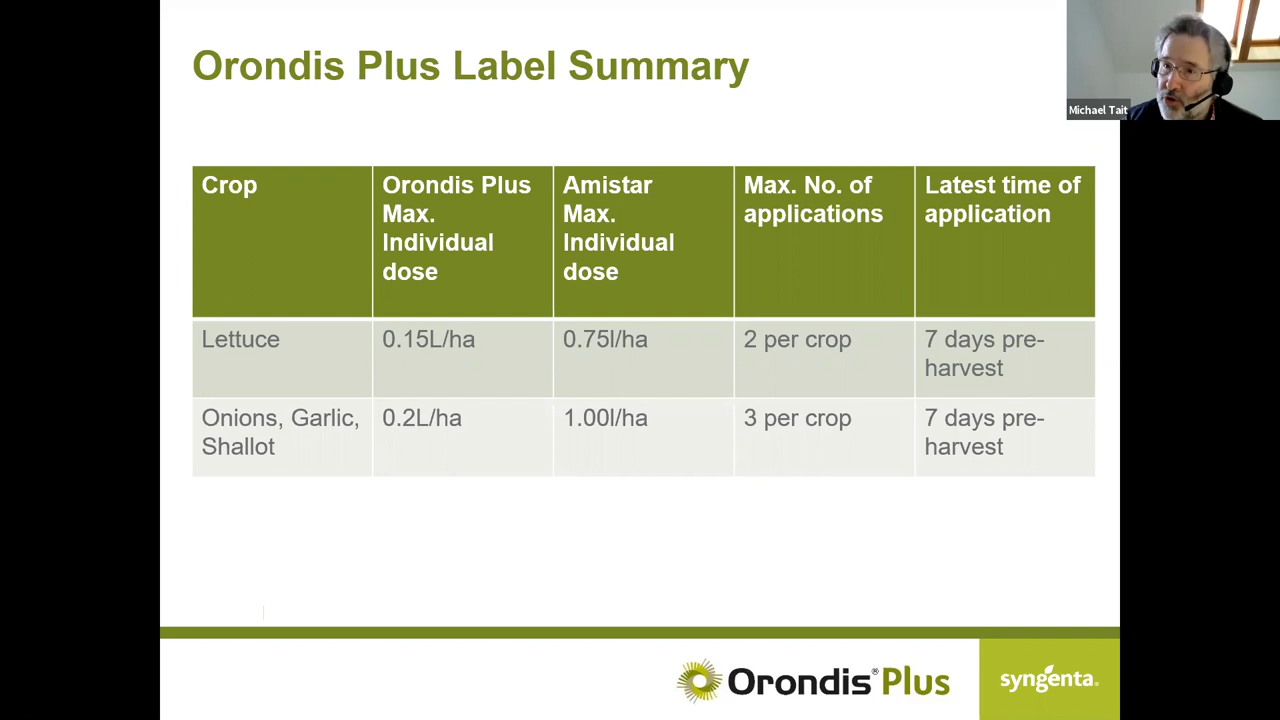 Orondis Plus Label Summary
Michael Tait
Crop
Orondis Plus
Max.
Individual
dose
Amistar
Max.
Individual
dose
Max. No. of
applications
Latest time of
application
Lettuce
0.15L/ha
0.75l/ha
2 per crop
7 days pre-
harvest
Onions, Garlic,
Shallot
0.2L/ha
1.00l/ha
3 per crop
7 days pre-
harvest
Orondis® Plus
syngenta®